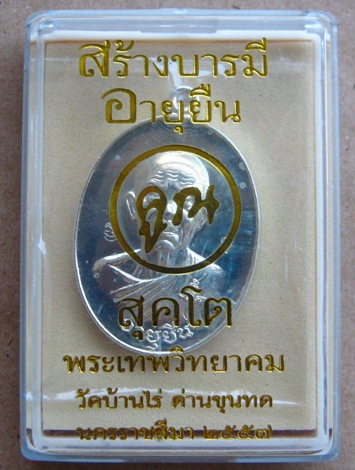 สร้างบารมี
อายุยืน
คูณ
สุคโต
พระเทพวิทยาคม
วัดบ้านไร่ ด่านขุนทด
นครราชสีมา ๒๕๕๗